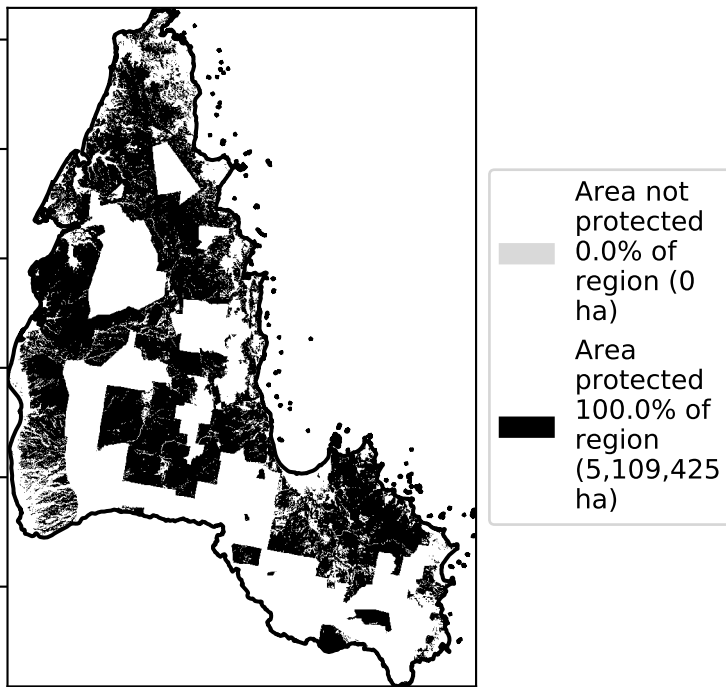 Area not
protected
0.0% of
region (0
ha)
Area
protected
100.0% of
region
(5,109,425
ha)